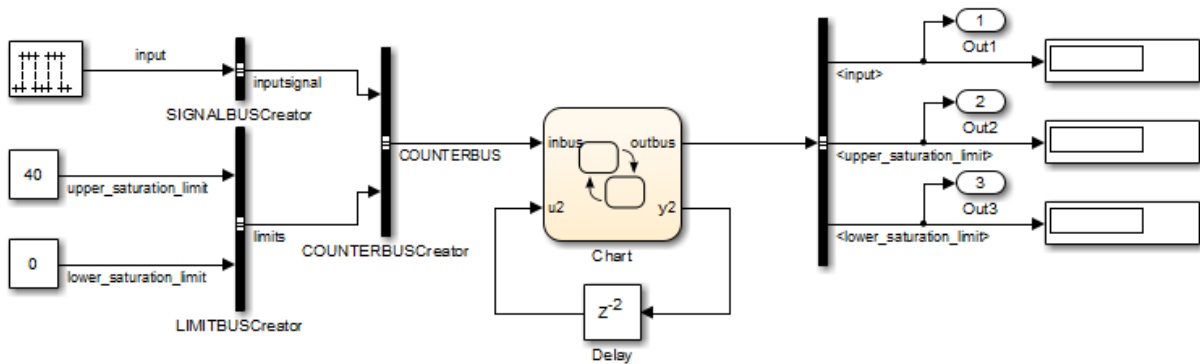 input
inputsignal
SIGNALBUSCreator
40
upper_saturation_limit
0
lower_saturation_limit
limits
LIMITBUSCreator
COUNTERBUS
COUNTERBUSCreator
inbus
outbus
u2
y2
Chart
Z-2
Delay
1
Out1
<input>
2
Out2
<upper_saturation_limit>
3
Out3
<lower_saturation_limit>